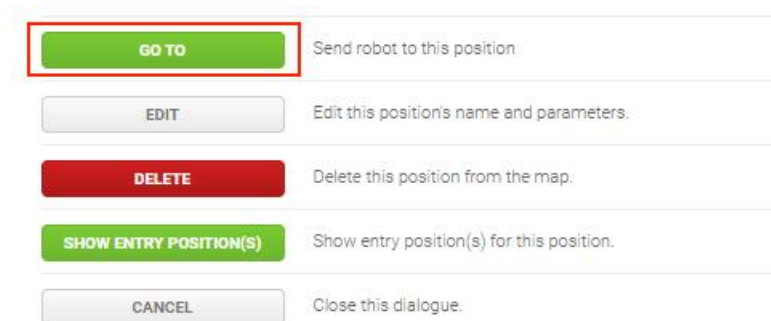 GO TO Send robot to this position
EDIT Edit this position's name and parameters.
DELETE Delete this position from the map.
SHOW ENTRY POSITION(S) Show entry position(s) for this position.
CANCEL Close this dialogue.